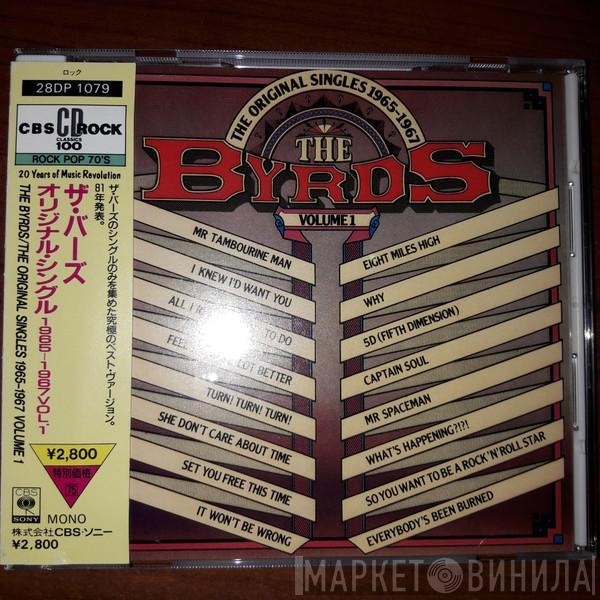 ロック
28DP 1079
CBS CD ROCK
CLASSICS
100
ROCK POP 70'S
20 Years of Music Revolution
ザ・バーズのシングルのみを集めた究極のベスト・ヴァージョン。
81年発表。
ザ・バーズ
オリジナル・シングル1965-1967 VOL.1
THE BYRDS/THE ORIGINAL SINGLES 1965-1967 VOLUME 1
¥2,800
特別価格
CBS
SONY
MONO
株式会社CBS・ソニー
¥2,800
THE ORIGINAL SINGLES 1965-1967
THE
BYRDS
VOLUME 1
MR TAMBOURINE MAN
I KNEW I'D WANT YOU
ALL I TO DO
FEEL LOT BETTER
TURN! TURN! TURN!
SHE DON'T CARE ABOUT TIME
SET YOU FREE THIS TIME
IT WON'T BE WRONG
EIGHT MILES HIGH
WHY
5D (FIFTH DIMENSION)
CAPTAIN SOUL
MR SPACEMAN
WHAT'S HAPPENING?!?!
SO YOU WANT TO BE A ROCK'N'ROLL STAR
EVERYBODY'S BEEN BURNED
МАРКЕТ ВИНИЛА